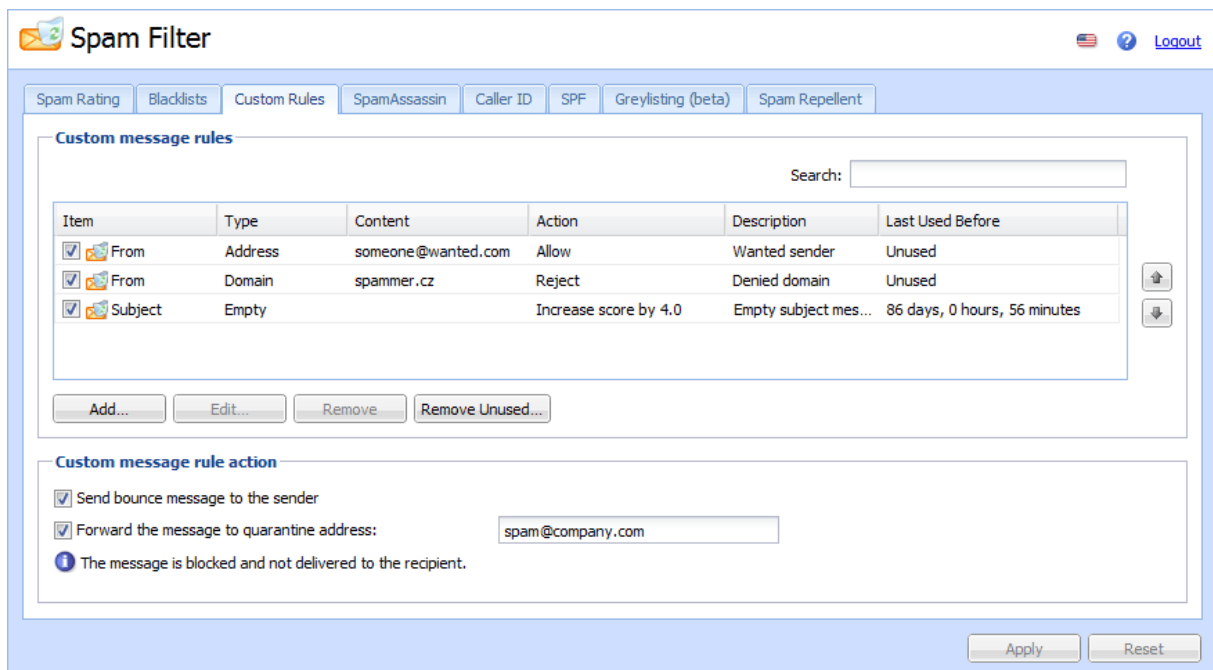 Spam Filter
Logout
Spam Rating Blacklists Custom Rules SpamAssassin Caller ID SPF Greylisting (beta) Spam Repellent
Custom message rules
Search:
Item Type Content Action Description Last Used Before
From Address someone@wanted.com Allow Wanted sender Unused
From Domain spammer.cz Reject Denied domain Unused
Subject Empty Increase score by 4.0 Empty subject mes... 86 days, 0 hours, 56 minutes
Add... Edit... Remove Remove Unused...
Custom message rule action
Send bounce message to the sender
Forward the message to quarantine address: spam@company.com
The message is blocked and not delivered to the recipient.
Apply Reset